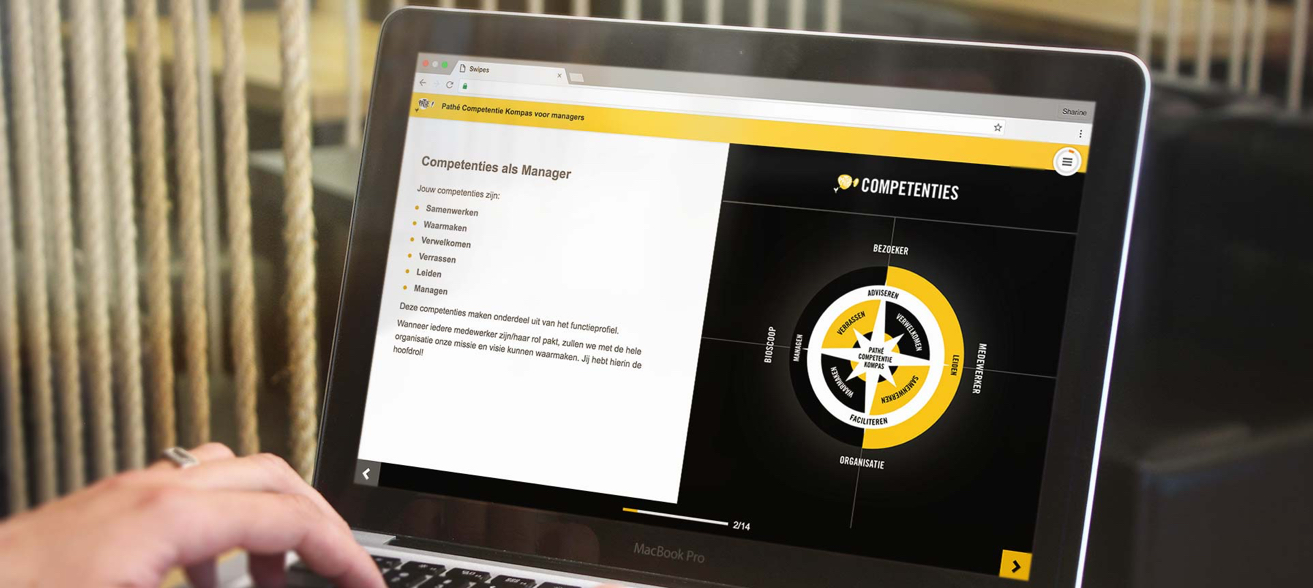 Swipes
Sharine
Pathé Competentie Kompas voor managers
Competenties als Manager
Jouw competenties zijn:
Samenwerken
Waarmaken
Verwelkomen
Verrassen
Leiden
Managen
Deze competenties maken onderdeel uit van het functieprofiel.
Wanneer iedere medewerker zijn/haar rol pakt, zullen we met de hele
organisatie onze missie en visie kunnen waarmaken. Jij hebt hierin de
hoofdrol!
COMPETENTIES
BEZOEKER
ADVISEREN
VERRASSEN
VERWELKOMEN
BIOSCOOP
MANAGEN
PATHÉ
COMPETENTIE
KOMPAS
LEIDEN
MEDEWERKER
WAARMAKEN
SAMENWERKEN
FACILITEREN
ORGANISATIE
2/14
MacBook Pro